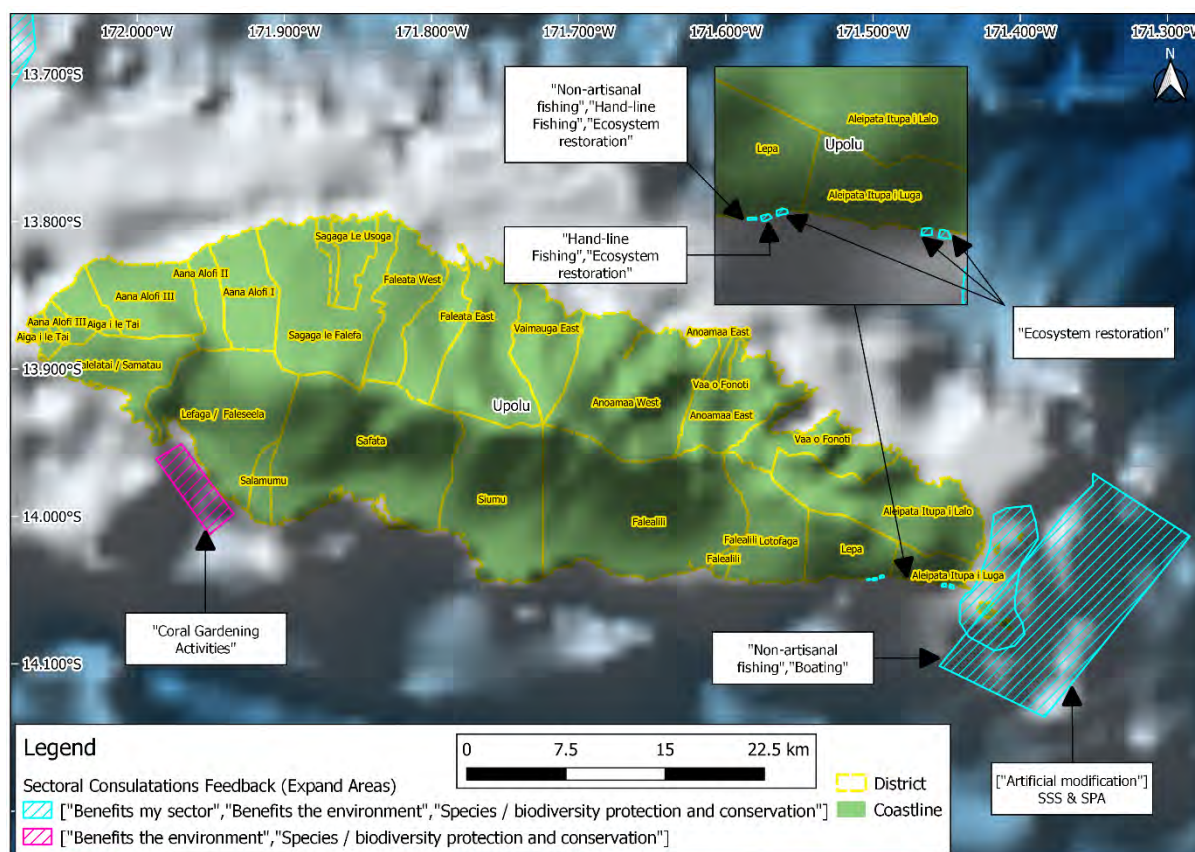 172.000°W
171.900°W
171.800°W
171.700°W
171.600°W
171.500°W
171.400°W
171.300°W
N
13.700°S
13.800°S
13.900°S
14.000°S
14.100°S
"Non-artisanal
fishing","Hand-line
Fishing","Ecosystem
restoration"
"Hand-line
Fishing","Ecosystem
restoration"
Aleipata Itupa i Lalo
Upolu
Lepa
Aleipata Itupa i Luga
"Ecosystem restoration"
Sagaga Le Usoga
Aana Alofi II
Faleata West
Aana Alofi III
Aana Alofi I
Faleata East
Aana Alofi III
Aiga i le Tai
Vaimauga East
Anoamaa East
Aiga i le Tai
Sagaga le Falefa
alelatai / Samatau
Vaa o Fonoti
Upolu
Anoamaa West
Lefaga / Faleseela
Anoamaa East
Safata
Vaa o Fonoti
Salamumu
Siumu
Falealili
Aleipata Itupa i Lalo
Falealili
Lotofaga
Lepa
Falealili
Aleipata Itupa i Luga
"Coral Gardening
Activities"
"Non-artisanal
fishing","Boating"
["Artificial modification"]
SSS & SPA
Legend
0
7.5
15
22.5 km
Sectoral Consulatations Feedback (Expand Areas)
["Benefits my sector","Benefits the environment","Species / biodiversity protection and conservation"]
["Benefits the environment","Species / biodiversity protection and conservation"]
District
Coastline